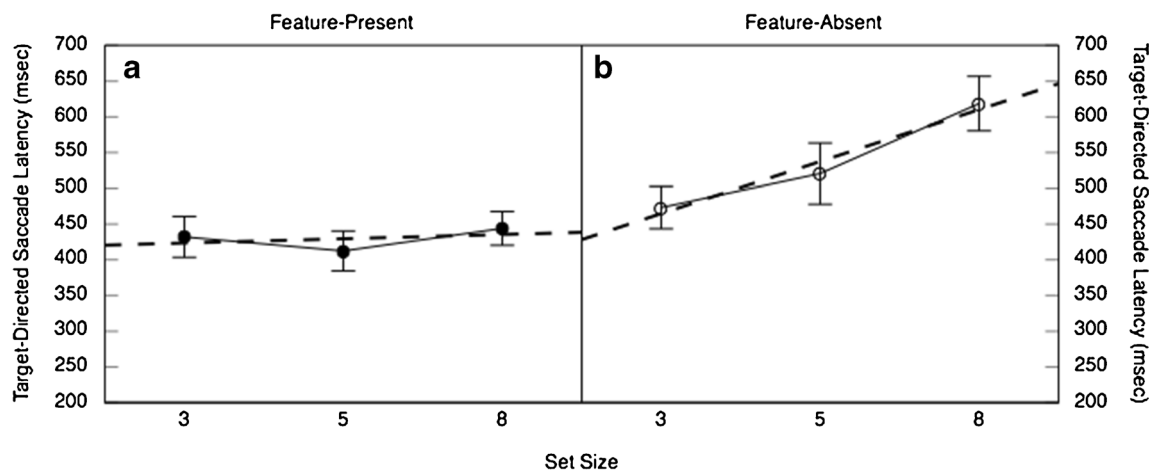 Feature-Present
Feature-Absent
Target-Directed Saccade Latency (msec)
700
650
600
550
500
450
400
350
300
250
200
a
b
700
650
600
550
500
450
400
350
300
250
200
Target-Directed Saccade Latency (msec)
3 5 8 3 5 8
Set Size